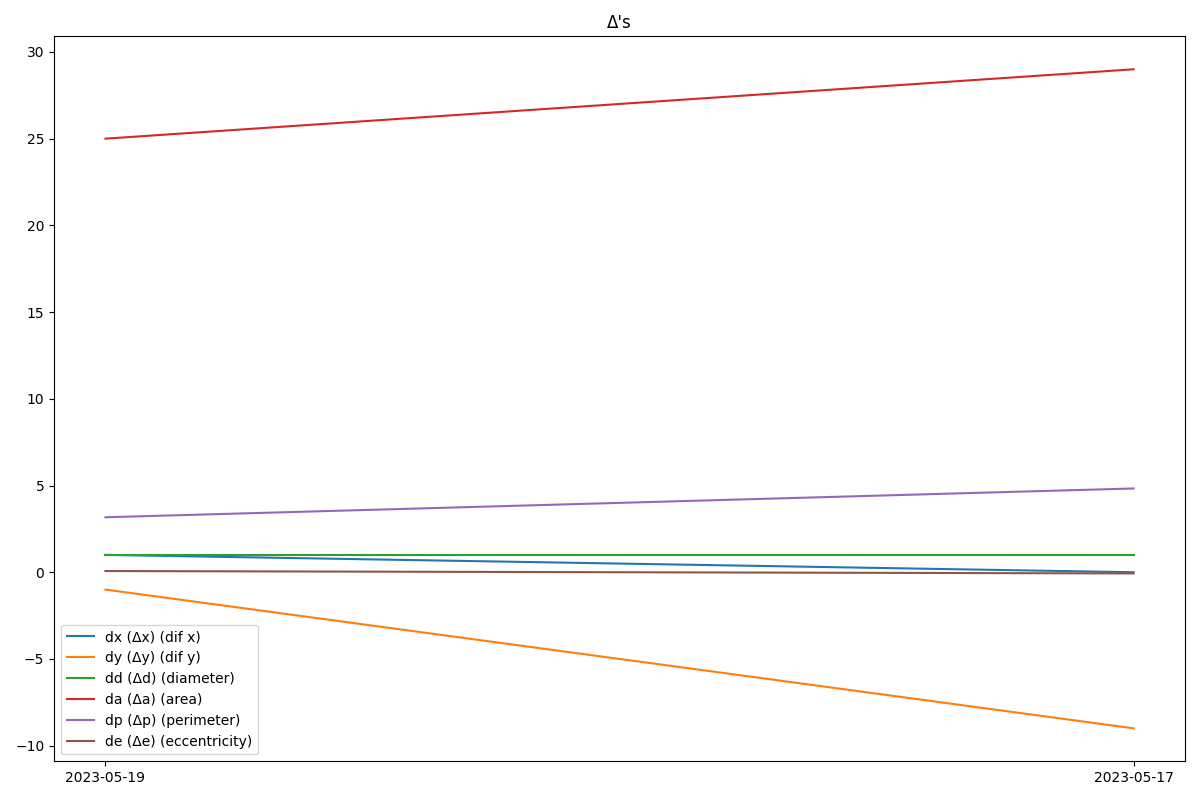 Δ's
30
25
20
15
10
5
0
−5
−10
dx (Δx) (dif x)
dy (Δy) (dif y)
dd (Δd) (diameter)
da (Δa) (area)
dp (Δp) (perimeter)
de (Δe) (eccentricity)
2023-05-19 2023-05-17